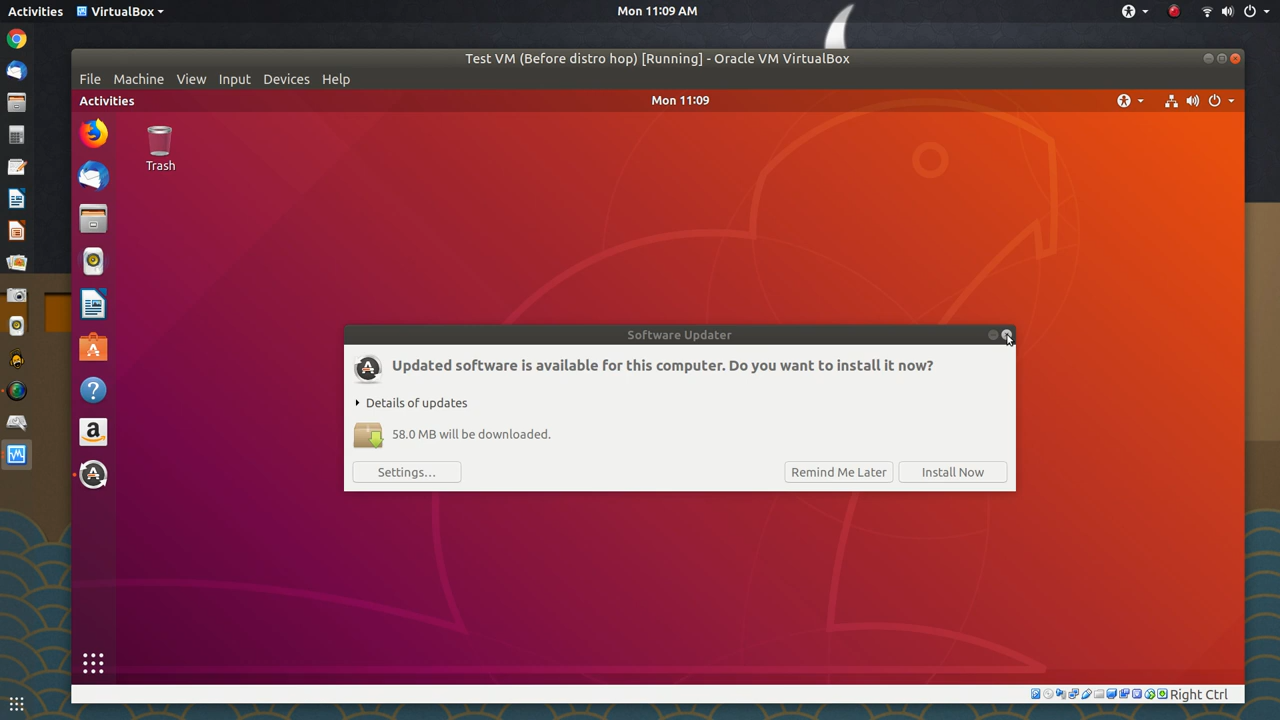 Activities VirtualBox Mon 11:09 AM
Test VM (Before distro hop) [Running] - Oracle VM VirtualBox
File Machine View Input Devices Help
Activities Mon 11:09
Trash
Software Updater
Updated software is available for this computer. Do you want to install it now?
Details of updates
58.0 MB will be downloaded.
Settings… Remind Me Later Install Now
Right Ctrl